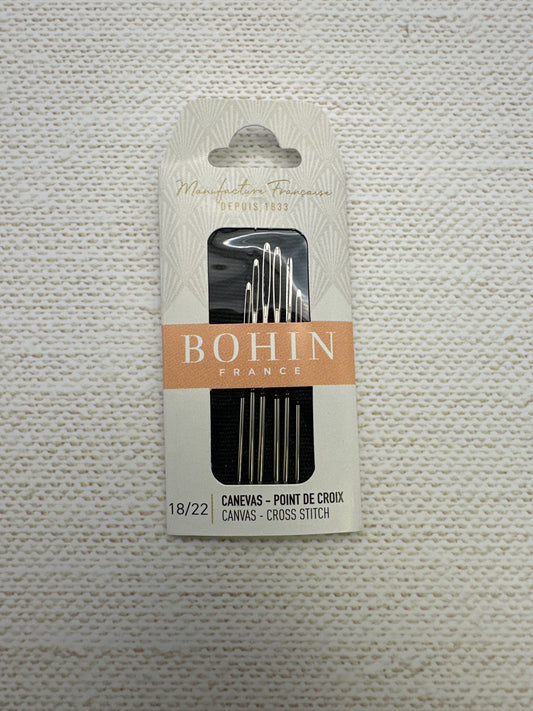 Manufacture Française
DEPUIS 1833
BOHIN
FRANCE
18/22
CANEVAS - POINT DE CROIX
CANVAS - CROSS STITCH